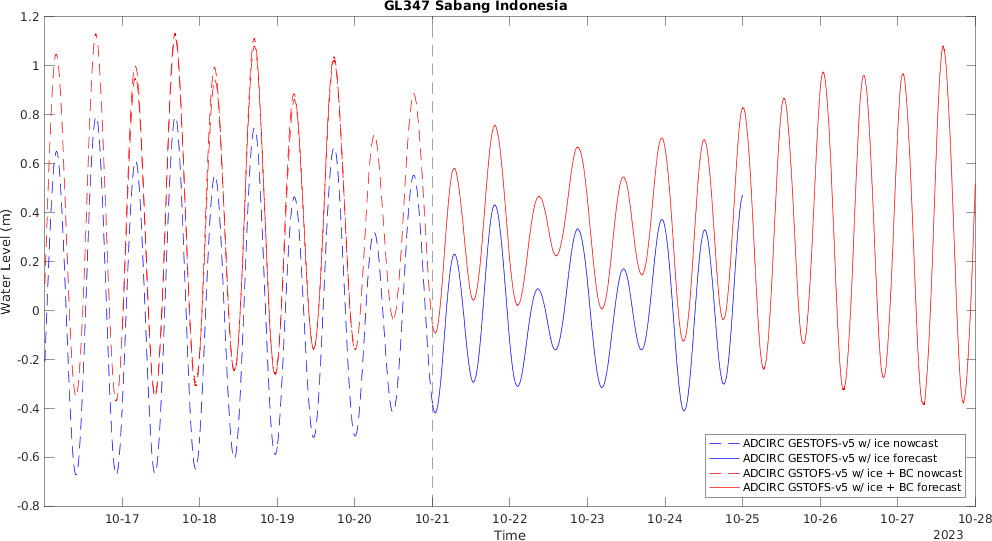 GL347 Sabang Indonesia
1.2
1
0.8
0.6
0.4
0.2
0
-0.2
-0.4
-0.6
-0.8
Water Level (m)
10-17 10-18 10-19 10-20 10-21 10-22 10-23 10-24 10-25 10-26 10-27 10-28
Time
2023
ADCIRC GESTOFS-v5 w/ ice nowcast
ADCIRC GESTOFS-v5 w/ ice forecast
ADCIRC GSTOFS-v5 w/ ice + BC nowcast
ADCIRC GSTOFS-v5 w/ ice + BC forecast